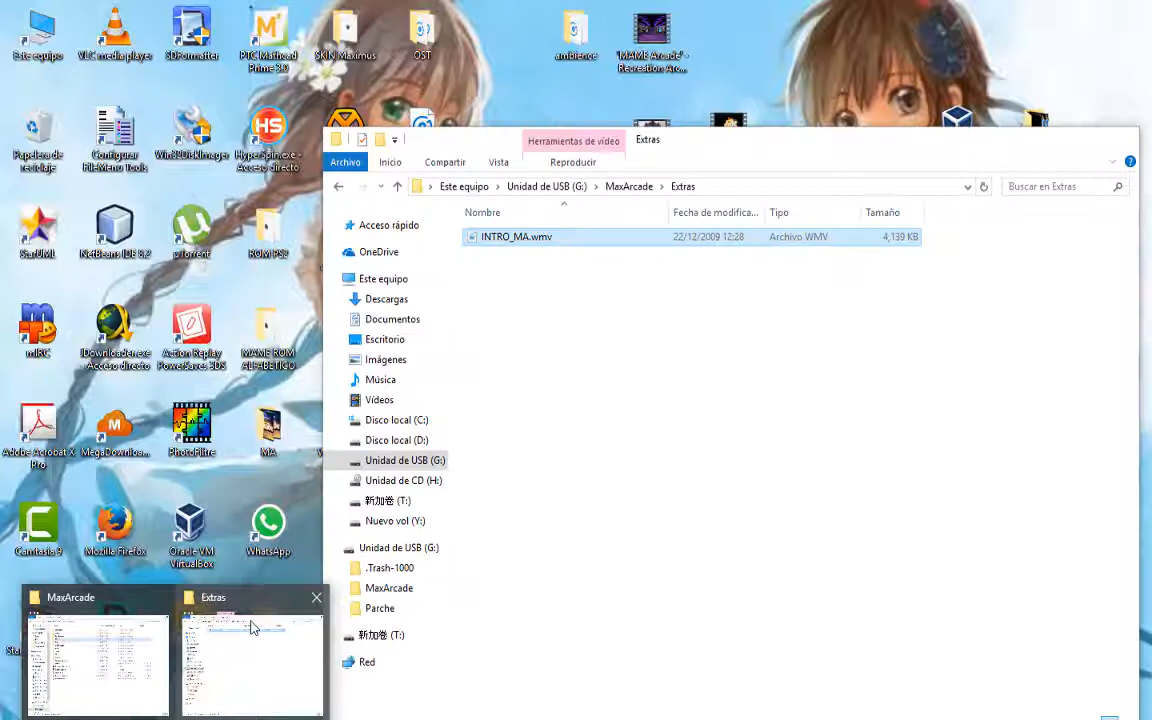 Este equipo
VLC media player
SDFormatter
PTC Mathcad
Prime 3.0
SKIN Maximus
OST
ambience
"MAME Arcade" -
Recreation Arc...
Papelera de
reciclaje
Configurar
FileMenu Tools
Win32DiskImager
HyperSpin.exe -
Acceso directo
StarUML
NetBeans IDE 8.2
uTorrent
ROM PS2
mIRC
JDownloader.exe
- Acceso directo
Action Replay
PowerSaves 3DS
MAME ROM
ALFABETICO
Adobe Acrobat X
Pro
MegaDownloa...
PhotoFiltre
MA
Camtasia 9
Mozilla Firefox
Oracle VM
VirtualBox
WhatsApp
Herramientas de vídeo
Extras
Archivo
Inicio
Compartir
Vista
Reproducir
Este equipo
Unidad de USB (G:)
MaxArcade
Extras
Buscar en Extras
Nombre
Fecha de modifica...
Tipo
Tamaño
INTRO_MA.wmv
22/12/2009 12:28
Archivo WMV
4,139 KB
Acceso rápido
OneDrive
Este equipo
Descargas
Documentos
Escritorio
Imágenes
Música
Vídeos
Disco local (C:)
Disco local (D:)
Unidad de USB (G:)
Unidad de CD (H:)
新加卷 (T:)
Nuevo vol (Y:)
Unidad de USB (G:)
.Trash-1000
MaxArcade
Parche
新加卷 (T:)
Red
MaxArcade
Extras